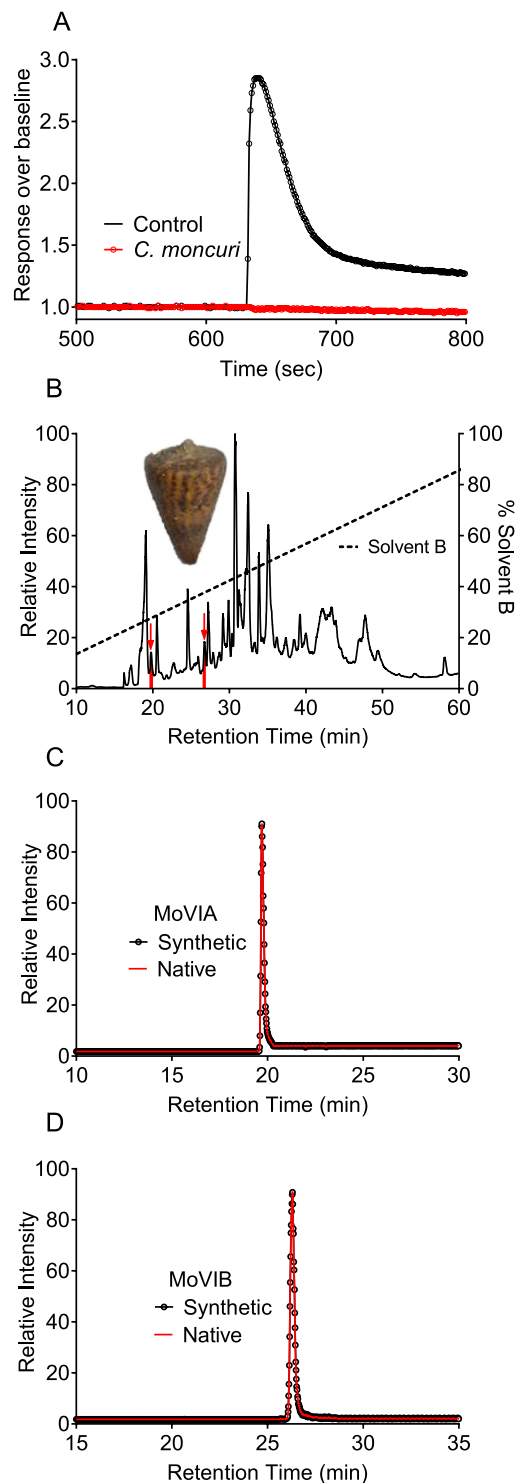 A
Response over baseline
3.0
2.5
2.0
1.5
1.0
Control
C. moncuri
500 600 700 800
Time (sec)
B
Relative Intensity
100
80
60
40
20
0
100
80
60
40
20
0
% Solvent B
Solvent B
10 20 30 40 50 60
Retention Time (min)
C
Relative Intensity
100
80
60
40
20
0
MoVIA
Synthetic
Native
10 15 20 25 30
Retention Time (min)
D
Relative Intensity
100
80
60
40
20
0
MoVIB
Synthetic
Native
15 20 25 30 35
Retention Time (min)